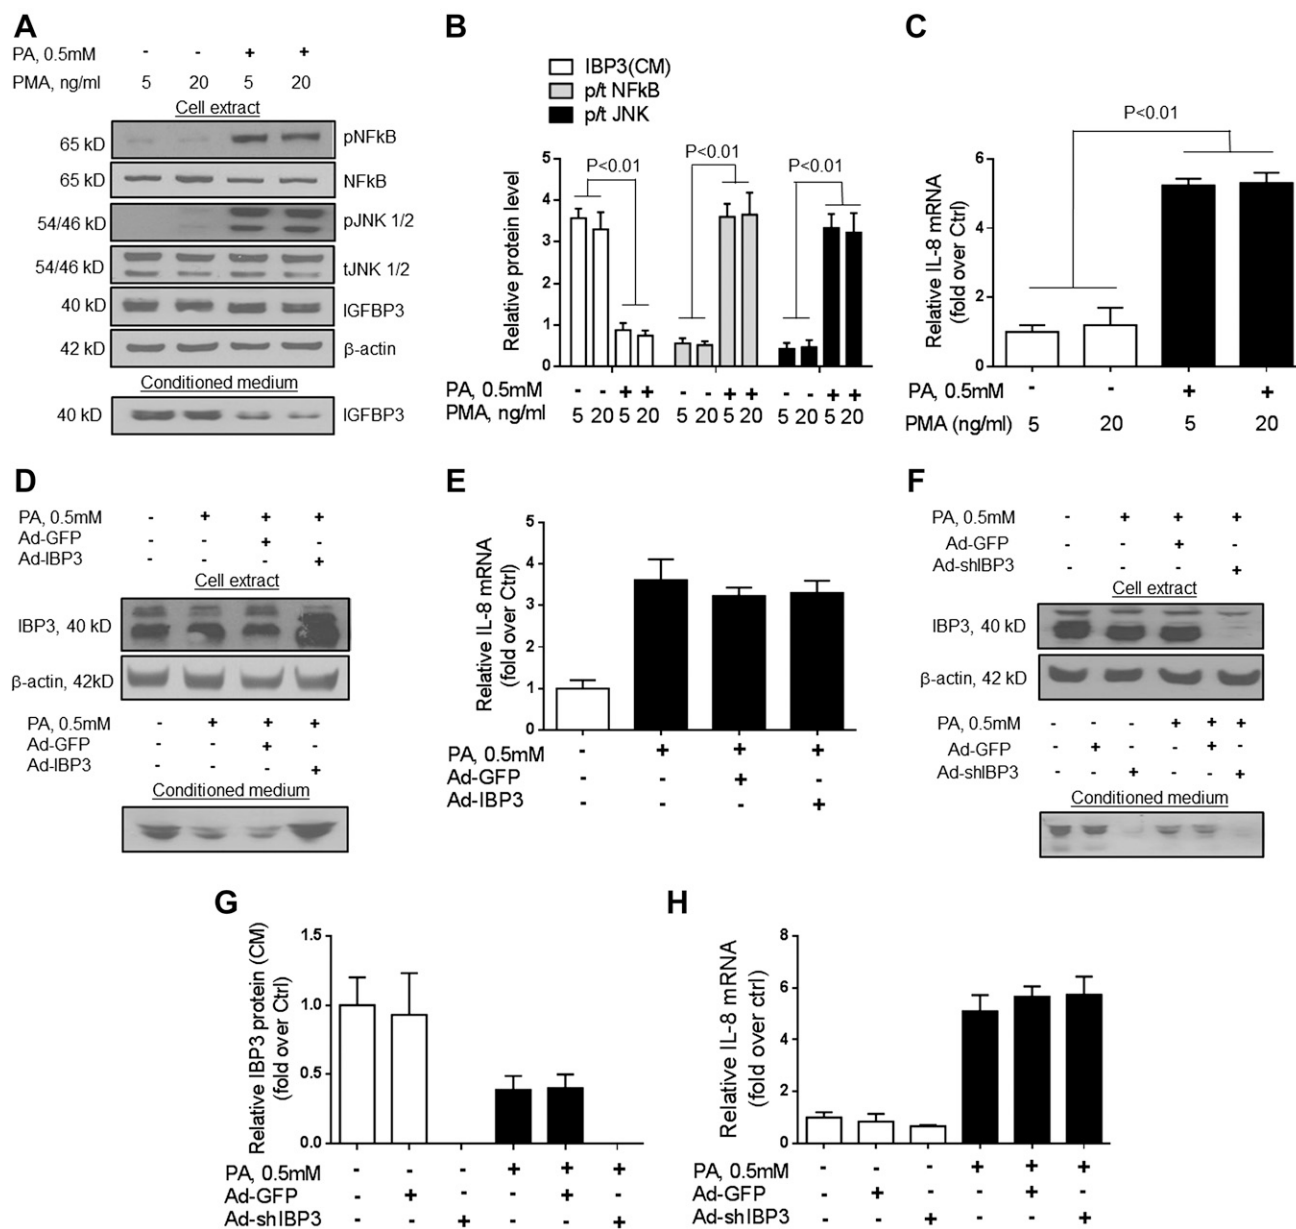 A
PA, 0.5mM - - + +
PMA, ng/ml 5 20 5 20
Cell extract
65 kD pNFkB
65 kD NFkB
54/46 kD pJNK 1/2
54/46 kD tJNK 1/2
40 kD IGFBP3
42 kD β-actin
Conditioned medium
40 kD IGFBP3
B
IBP3(CM)
p/t NFkB
p/t JNK
Relative protein level
5
4
3
2
1
0
P<0.01
P<0.01
P<0.01
PA, 0.5mM - - + + - - + + - - + +
PMA, ng/ml 5 20 5 20 5 20 5 20 5 20 5 20
C
Relative IL-8 mRNA
(fold over Ctrl)
6
4
2
0
P<0.01
PA, 0.5mM - - + +
PMA (ng/ml) 5 20 5 20
D
PA, 0.5mM - + + +
Ad-GFP - - + -
Ad-IBP3 - - - +
Cell extract
IBP3, 40 kD
β-actin, 42kD
PA, 0.5mM - + + +
Ad-GFP - - + -
Ad-IBP3 - - - +
Conditioned medium
E
Relative IL-8 mRNA
(fold over Ctrl)
5
4
3
2
1
0
PA, 0.5mM - + + +
Ad-GFP - - + -
Ad-IBP3 - - - +
F
PA, 0.5mM - + + +
Ad-GFP - - + -
Ad-shIBP3 - - - +
Cell extract
IBP3, 40 kD
β-actin, 42 kD
PA, 0.5mM - - - + + +
Ad-GFP - + - - + -
Ad-shIBP3 - - + - - +
Conditioned medium
G
Relative IBP3 protein (CM)
(fold over Ctrl)
1.5
1.0
0.5
0.0
PA, 0.5mM - - - + + +
Ad-GFP - + - - + -
Ad-shIBP3 - - + - - +
H
Relative IL-8 mRNA
(fold over ctrl)
8
6
4
2
0
PA, 0.5mM - - - + + +
Ad-GFP - + - - + -
Ad-shIBP3 - - + - - +